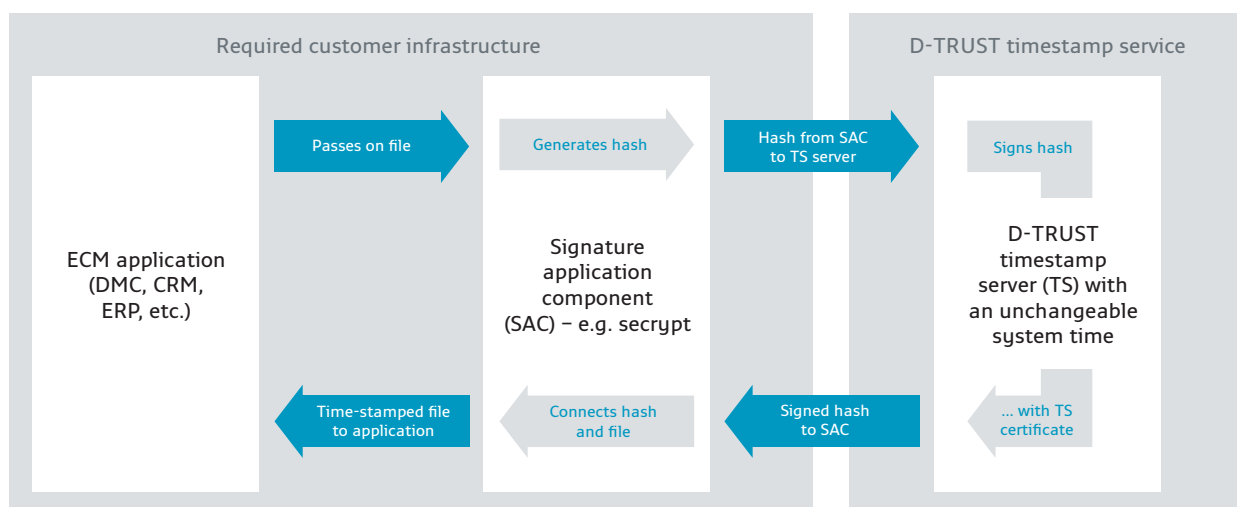 Required customer infrastructure
D-TRUST timestamp service
Passes on file
Generates hash
Hash from SAC
to TS server
Signs hash
ECM application
(DMC, CRM,
ERP, etc.)
Signature
application
component
(SAC) – e.g. secrypt
D-TRUST
timestamp
server (TS) with
an unchangeable
system time
Time-stamped file
to application
Connects hash
and file
Signed hash
to SAC
... with TS
certificate